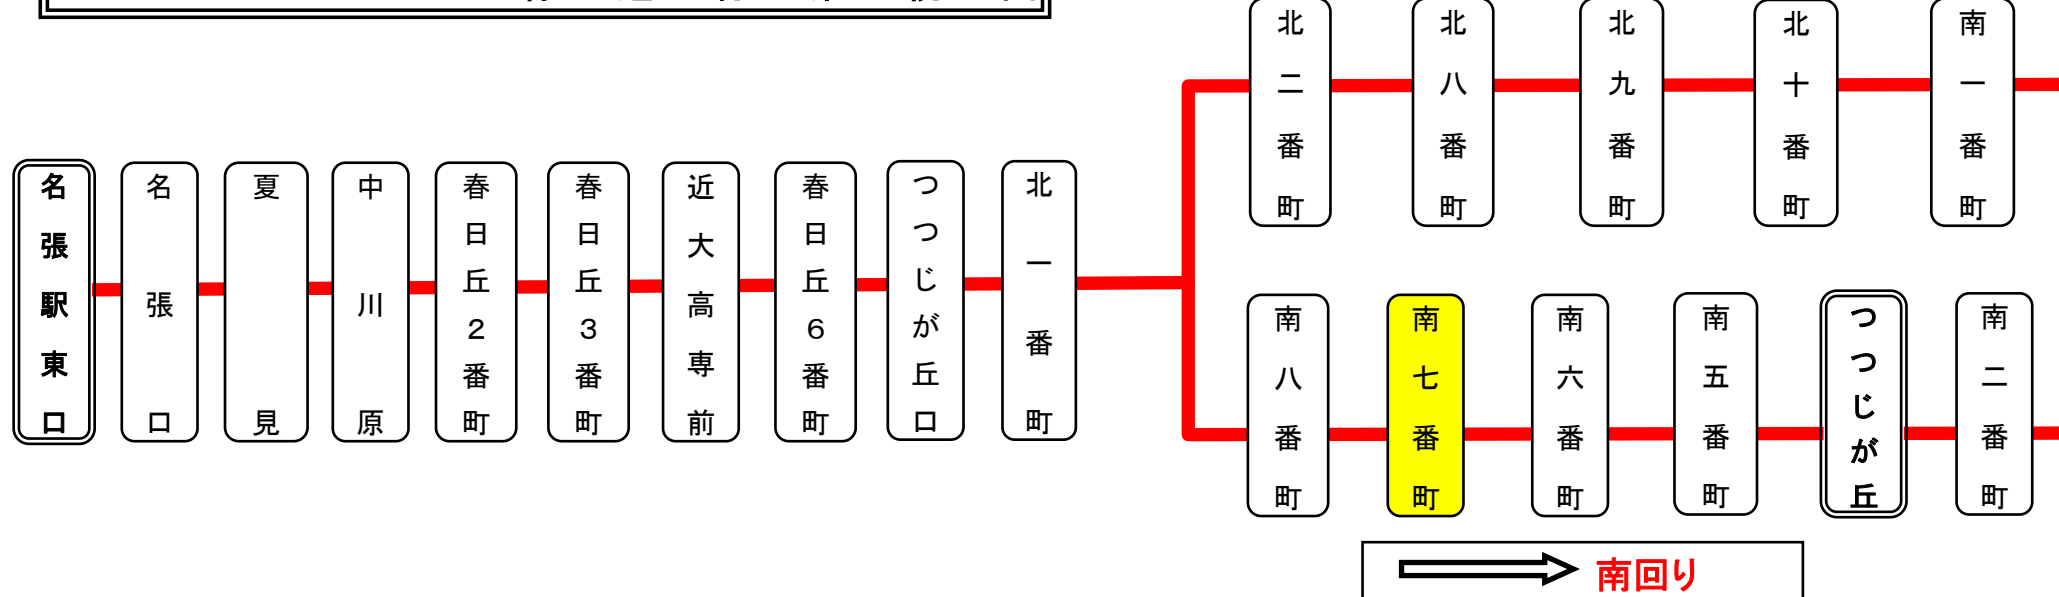 北二番町
北八番町
北九番町
北十番町
南一番町
名張駅東口
名張口
夏見
中川原
春日丘2番町
春日丘3番町
近大高専前
春日丘6番町
つつじが丘口
北一番町
南八番町
南七番町
南六番町
南五番町
つつじが丘
南二番町
南回り